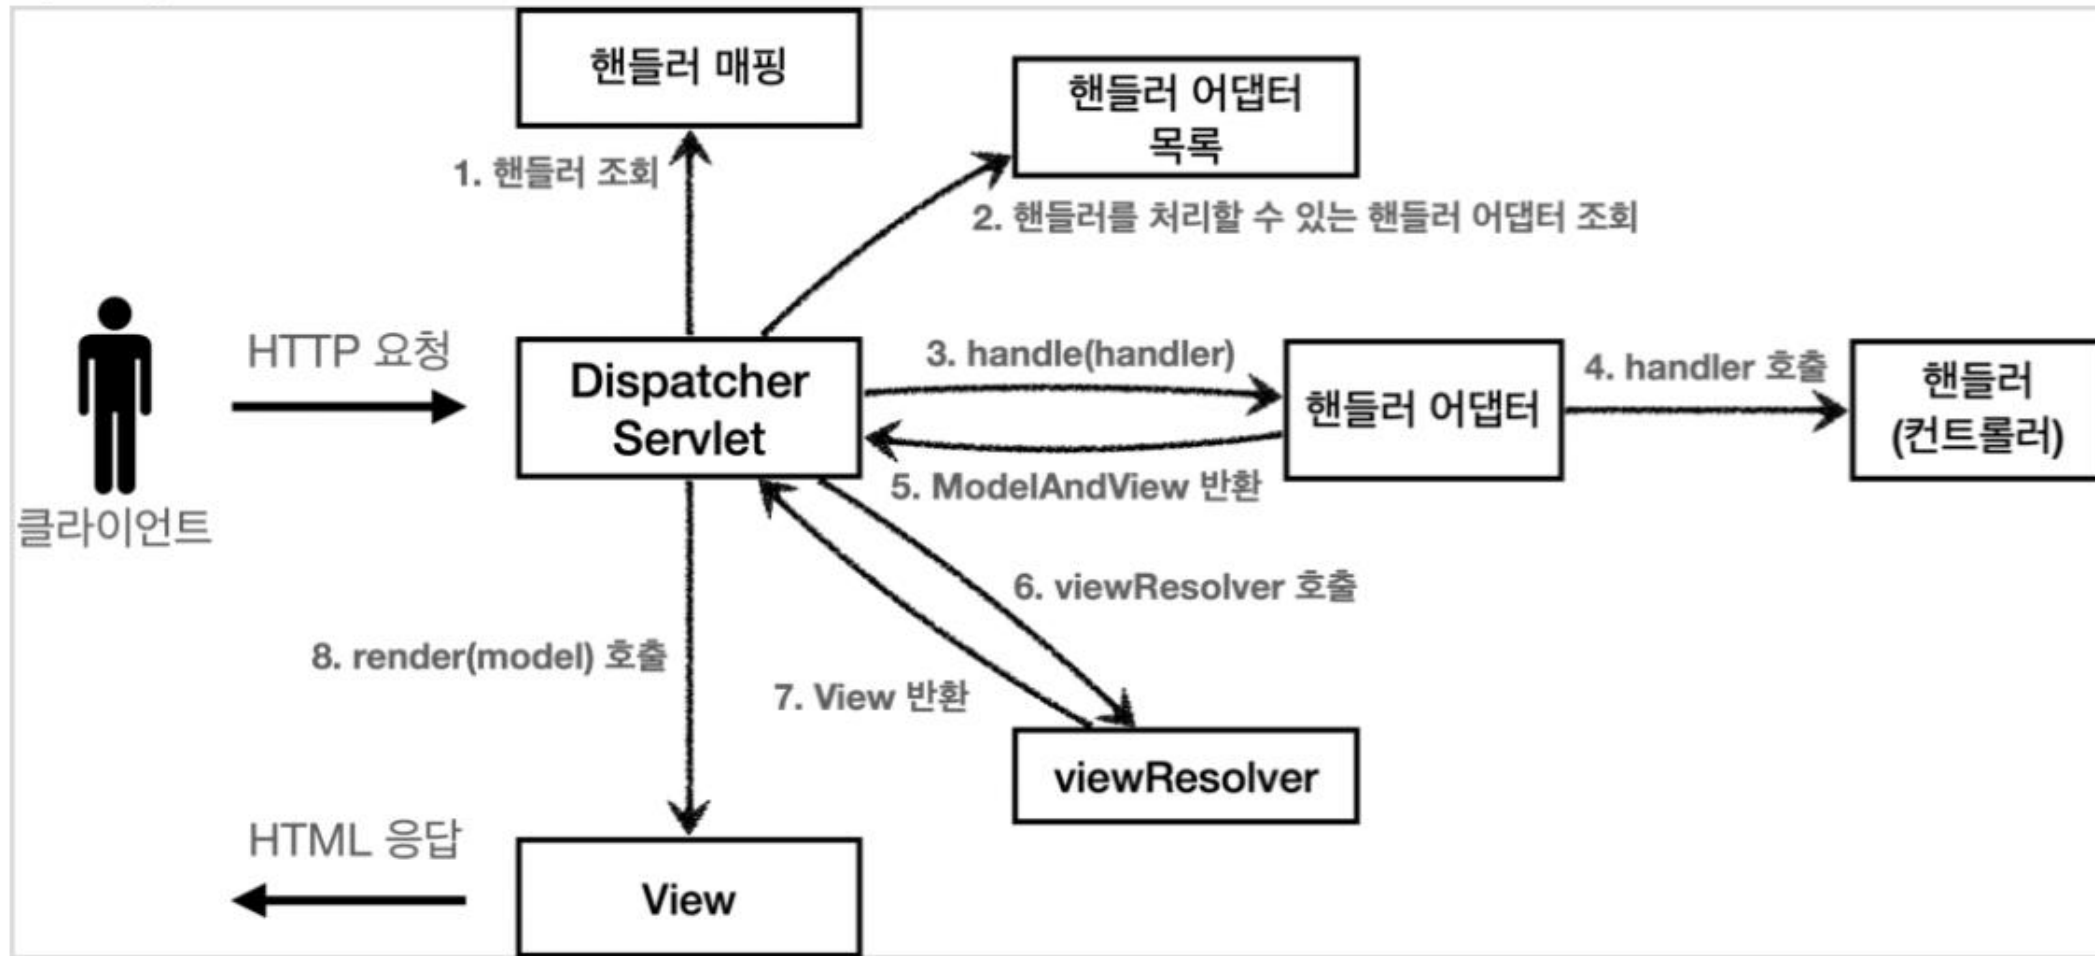 핸들러 매핑
핸들러 어댑터
목록
1. 핸들러 조회
2. 핸들러를 처리할 수 있는 핸들러 어댑터 조회
HTTP 요청
클라이언트
Dispatcher
Servlet
3. handle(handler)
핸들러 어댑터
4. handler 호출
핸들러
(컨트롤러)
5. ModelAndView 반환
6. viewResolver 호출
7. View 반환
8. render(model) 호출
viewResolver
HTML 응답
View